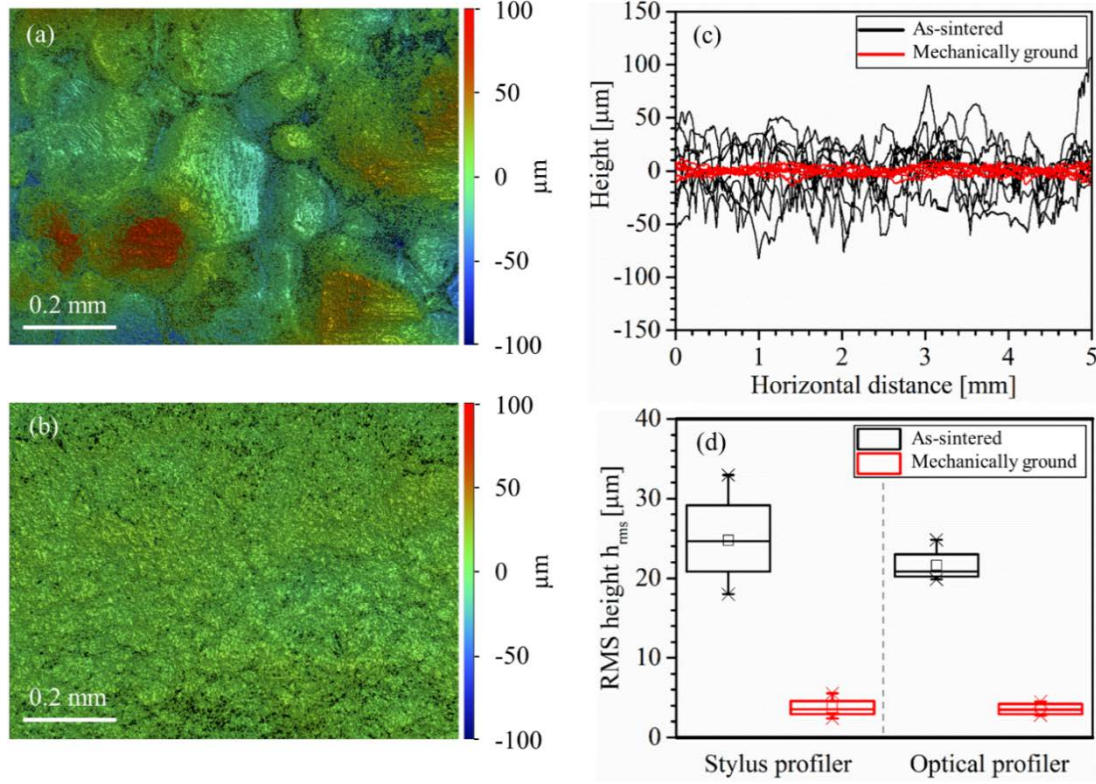 (a)
100
50
0
-50
-100
μm
0.2 mm
(b)
100
50
0
-50
-100
μm
0.2 mm
(c)
As-sintered
Mechanically ground
150
100
50
0
-50
-100
-150
Height [μm]
0 1 2 3 4 5
Horizontal distance [mm]
(d)
As-sintered
Mechanically ground
40
30
20
10
0
RMS height hrms [μm]
Stylus profiler Optical profiler